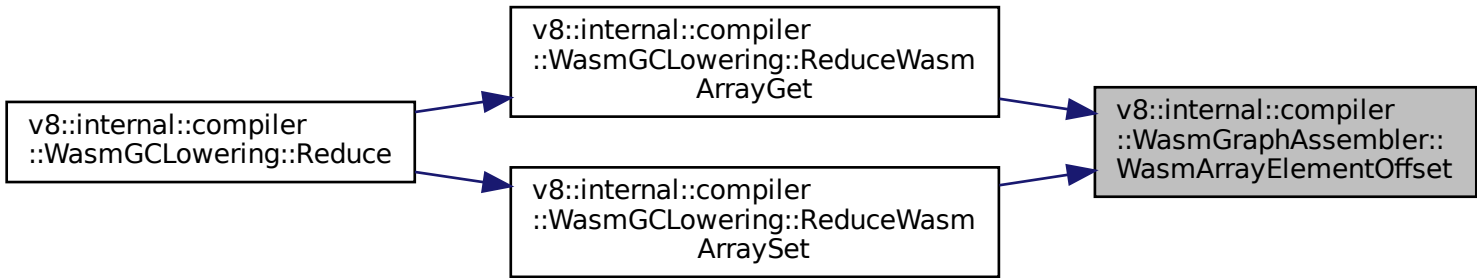 v8::internal::compiler
::WasmGCLowering::Reduce
v8::internal::compiler
::WasmGCLowering::ReduceWasm
ArrayGet
v8::internal::compiler
::WasmGCLowering::ReduceWasm
ArraySet
v8::internal::compiler
::WasmGraphAssembler::
WasmArrayElementOffset